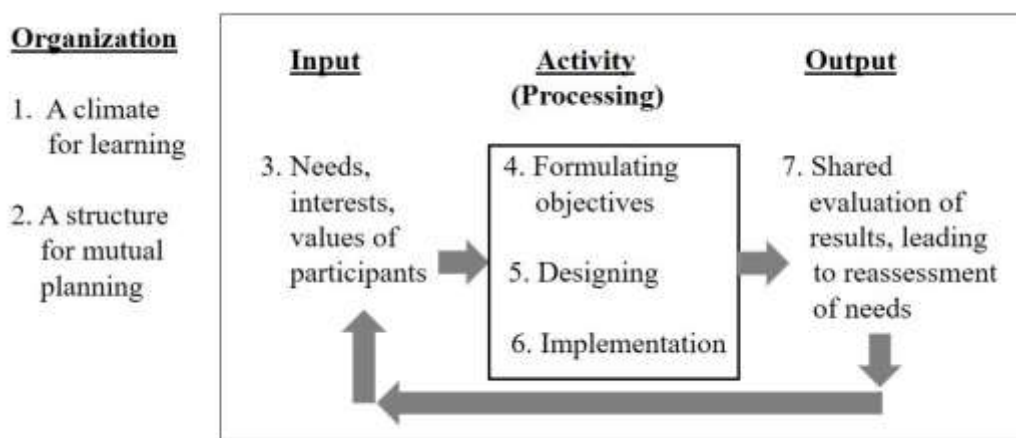 Organization
1. A climate
for learning
2. A structure
for mutual
planning
Input
3. Needs,
interests,
values of
participants
Activity
(Processing)
4. Formulating
objectives
5. Designing
6. Implementation
Output
7. Shared
evaluation of
results, leading
to reassessment
of needs